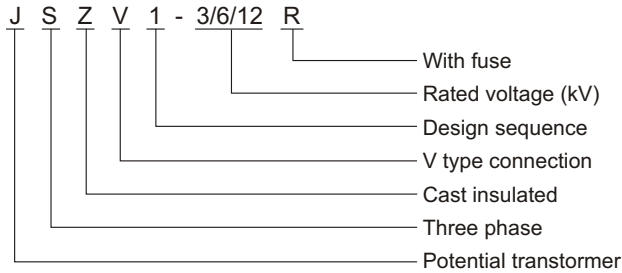 J S Z V 1 - 3/6/12 R
With fuse
Rated voltage (kV)
Design sequence
V type connection
Cast insulated
Three phase
Potential transtormer